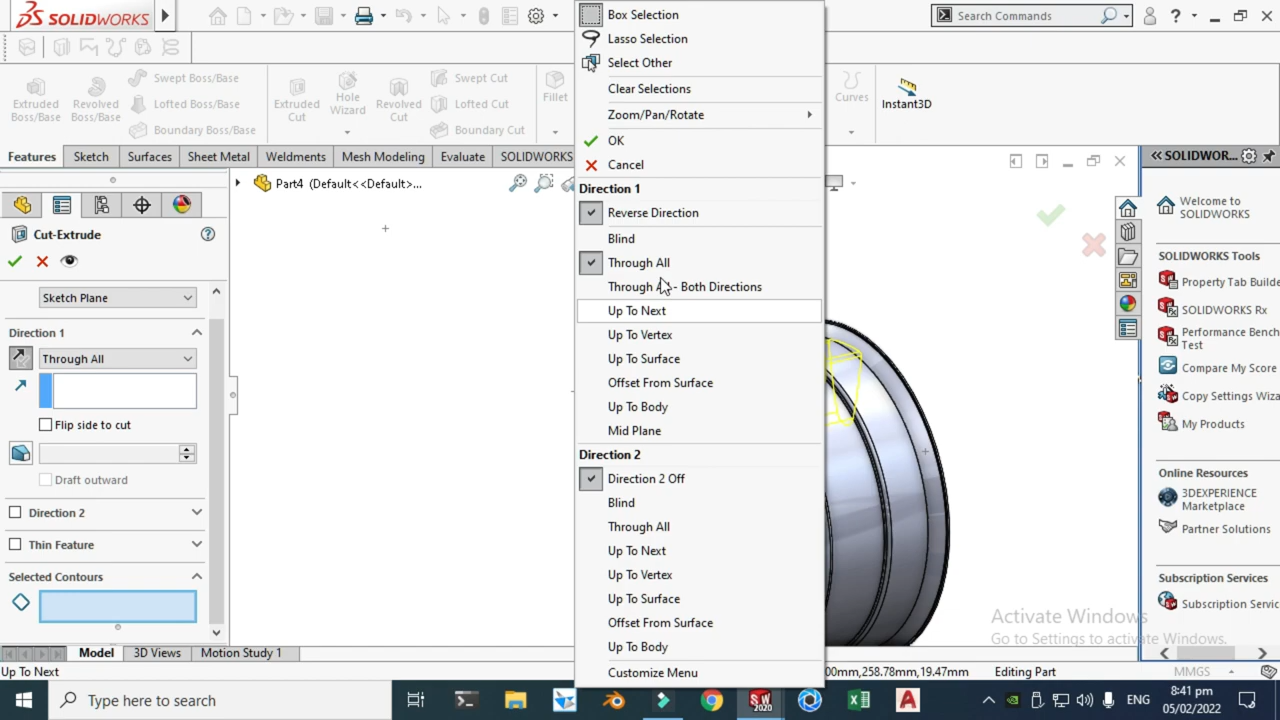 SOLIDWORKS
Search Commands
Extruded
Boss/Base
Revolved
Boss/Base
Swept Boss/Base
Lofted Boss/Base
Boundary Boss/Base
Extruded
Cut
Hole
Wizard
Revolved
Cut
Swept Cut
Lofted Cut
Boundary Cut
Fillet
Curves
Instant3D
Features
Sketch
Surfaces
Sheet Metal
Weldments
Mesh Modeling
Evaluate
SOLIDWORKS
Part4 (Default<<Default>...
Cut-Extrude
Sketch Plane
Direction 1
Through All
Flip side to cut
Draft outward
Direction 2
Thin Feature
Selected Contours
Box Selection
Lasso Selection
Select Other
Clear Selections
Zoom/Pan/Rotate
OK
Cancel
Direction 1
Reverse Direction
Blind
Through All
Through All - Both Directions
Up To Next
Up To Vertex
Up To Surface
Offset From Surface
Up To Body
Mid Plane
Direction 2
Direction 2 Off
Blind
Through All
Up To Next
Up To Vertex
Up To Surface
Offset From Surface
Up To Body
Customize Menu
SOLIDWOR...
Welcome to
SOLIDWORKS
SOLIDWORKS Tools
Property Tab Builde
SOLIDWORKS Rx
Performance Bench
Test
Compare My Score
Copy Settings Wiza
My Products
Online Resources
3DEXPERIENCE
Marketplace
Partner Solutions
Subscription Services
Subscription Servic
Activate Windows
Go to Settings to activate Windows.
Model
3D Views
Motion Study 1
Up To Next
00mm,258.78mm,19.47mm
Editing Part
MMGS
Type here to search
SW
2020
ENG
8:41 pm
05/02/2022